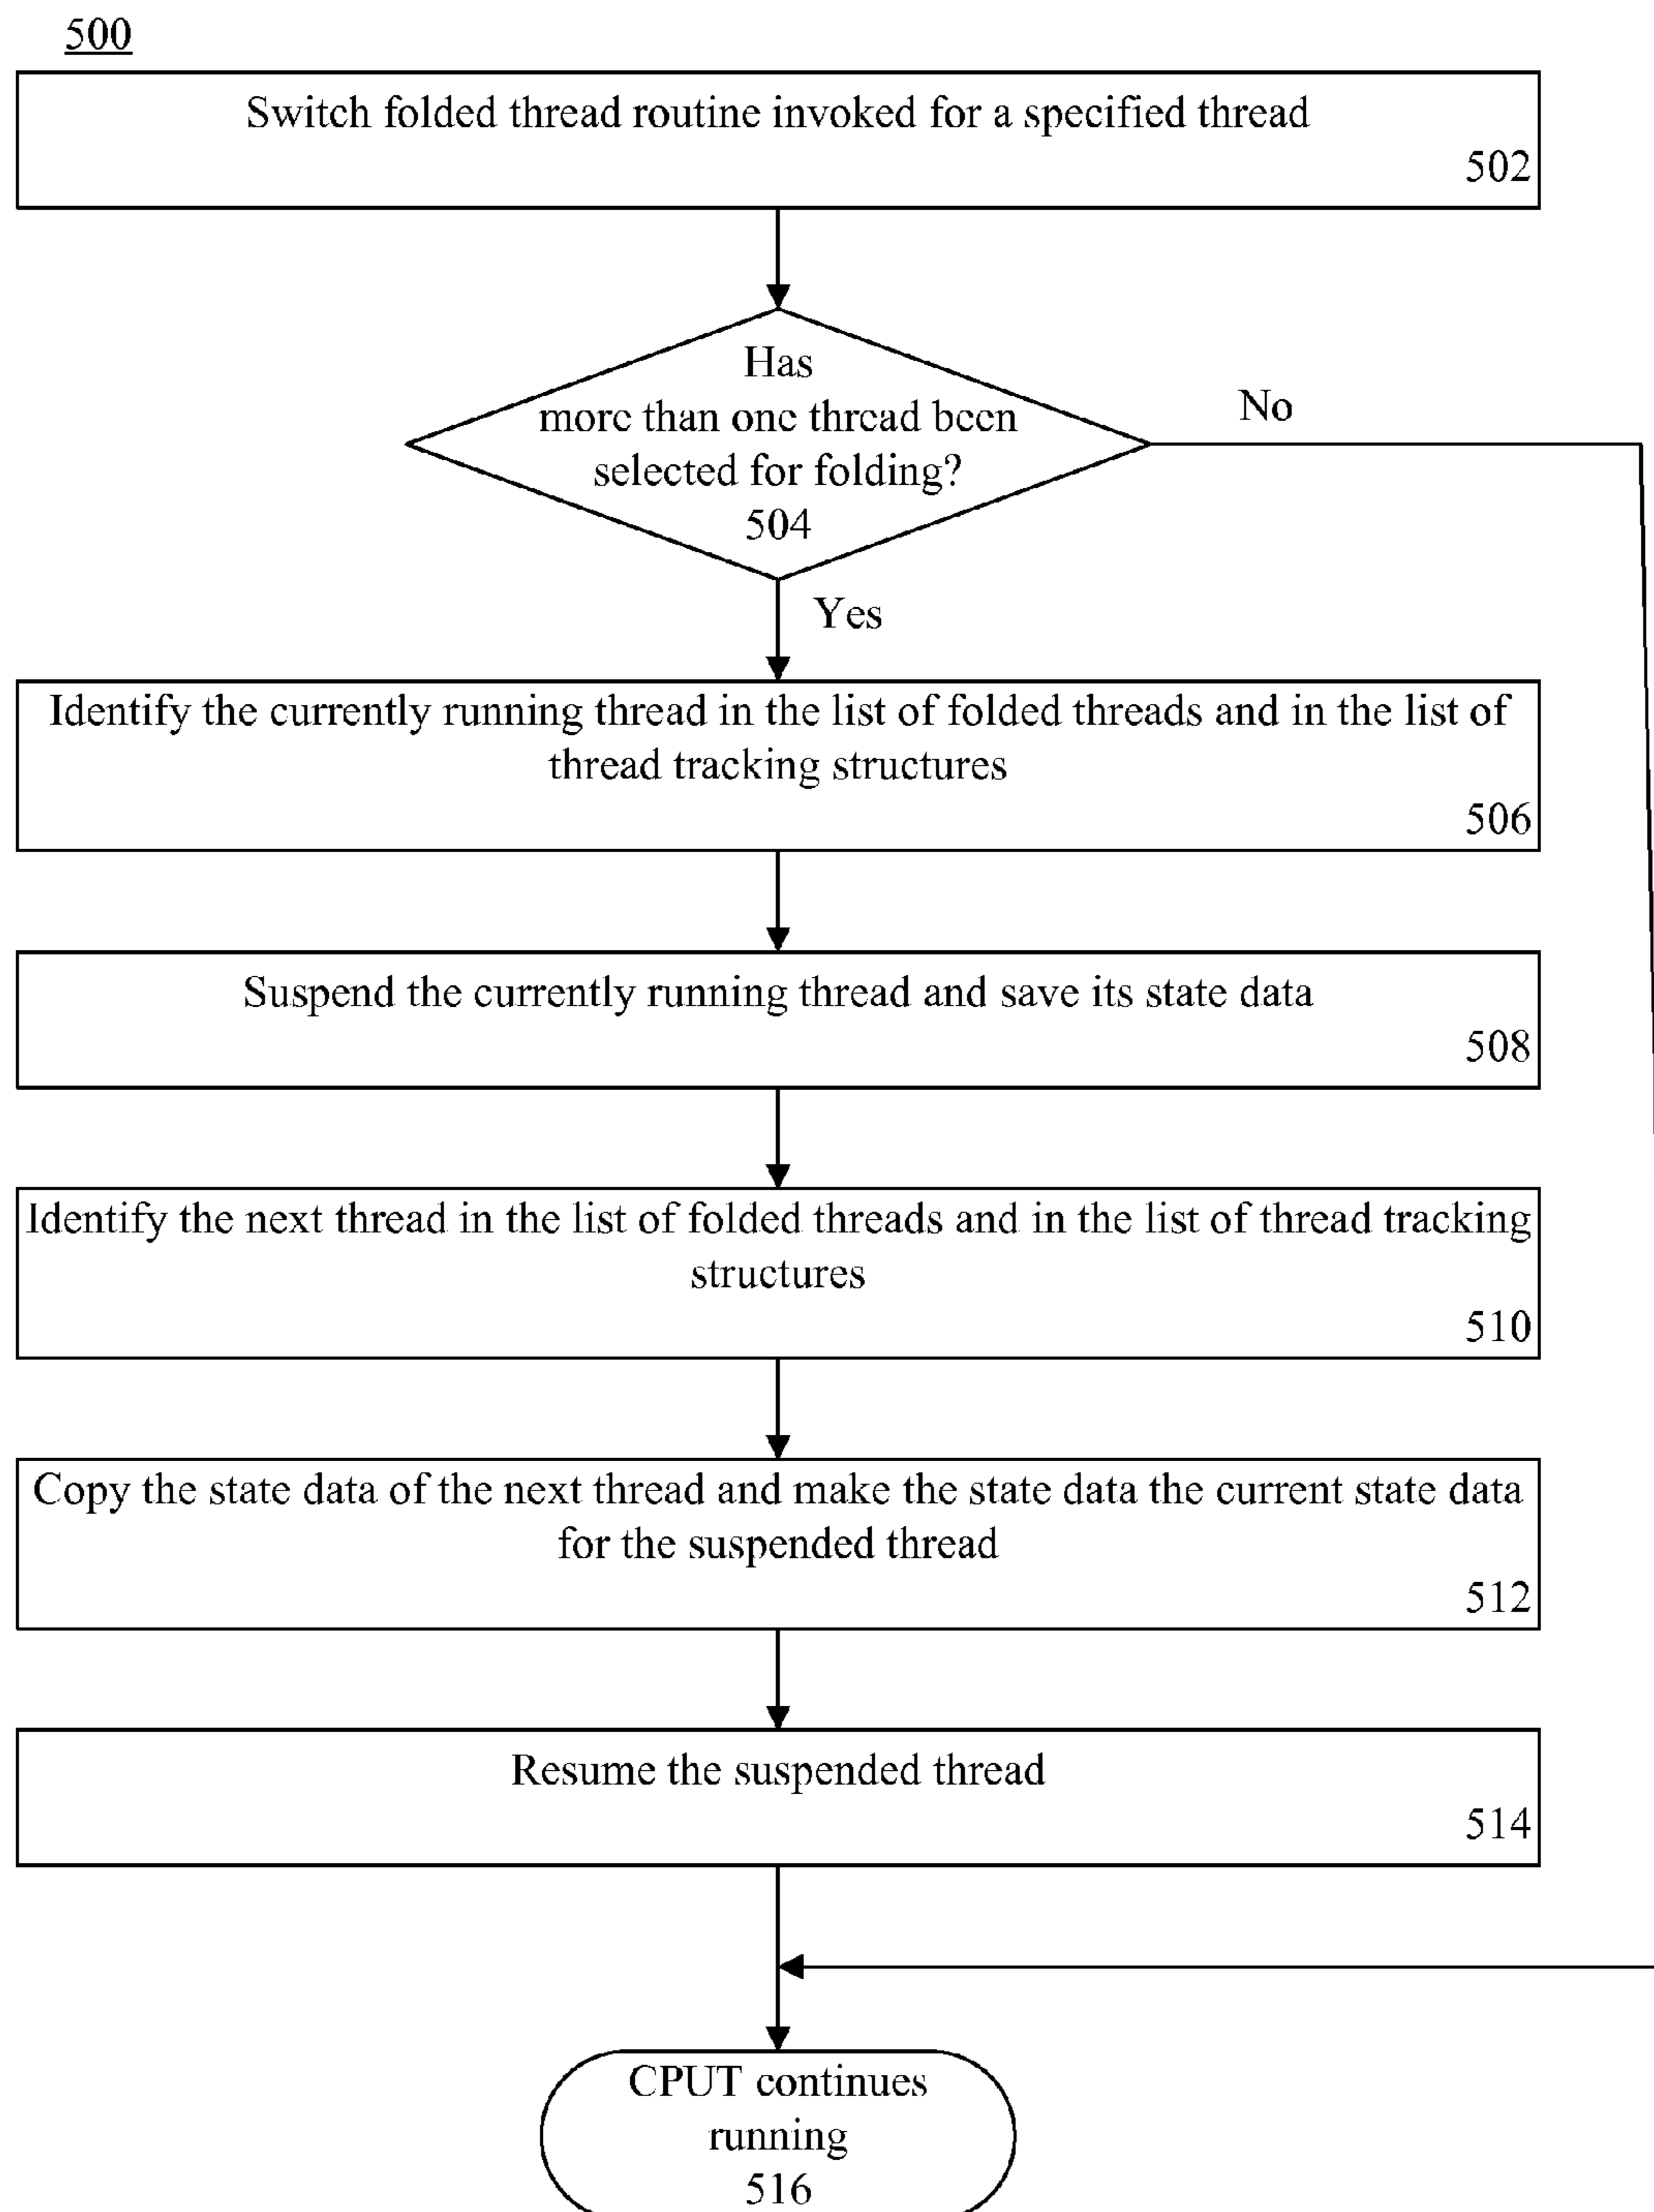 500
Switch folded thread routine invoked for a specified thread
502
Has
more than one thread been
selected for folding?
504
No
Yes
Identify the currently running thread in the list of folded threads and in the list of
thread tracking structures
506
Suspend the currently running thread and save its state data
508
Identify the next thread in the list of folded threads and in the list of thread tracking
structures
510
Copy the state data of the next thread and make the state data the current state data
for the suspended thread
512
Resume the suspended thread
514
CPUT continues
running
516